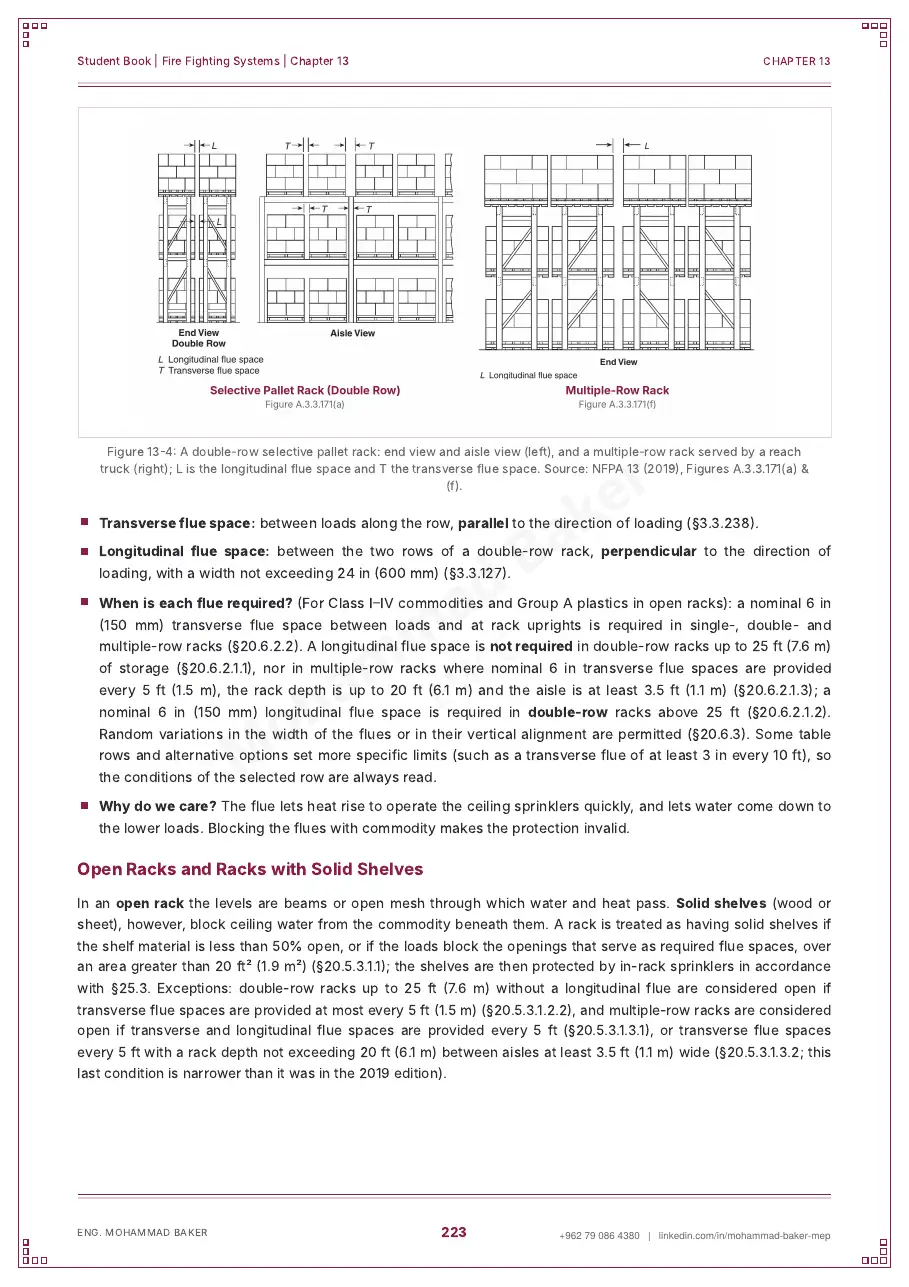 Student Book | Fire Fighting Systems | Chapter 13
CHAPTER 13
L
T
T
L
L
T
T
End View
Double Row
Aisle View
L Longitudinal flue space
T Transverse flue space
End View
L Longitudinal flue space
Selective Pallet Rack (Double Row)
Figure A.3.3.171(a)
Multiple-Row Rack
Figure A.3.3.171(f)
Figure 13-4: A double-row selective pallet rack: end view and aisle view (left), and a multiple-row rack served by a reach
truck (right); L is the longitudinal flue space and T the transverse flue space. Source: NFPA 13 (2019), Figures A.3.3.171(a) &
(f).
Transverse flue space: between loads along the row, parallel to the direction of loading (§3.3.238).
Longitudinal flue space: between the two rows of a double-row rack, perpendicular to the direction of
loading, with a width not exceeding 24 in (600 mm) (§3.3.127).
When is each flue required? (For Class I–IV commodities and Group A plastics in open racks): a nominal 6 in
(150 mm) transverse flue space between loads and at rack uprights is required in single-, double- and
multiple-row racks (§20.6.2.2). A longitudinal flue space is not required in double-row racks up to 25 ft (7.6 m)
of storage (§20.6.2.1.1), nor in multiple-row racks where nominal 6 in transverse flue spaces are provided
every 5 ft (1.5 m), the rack depth is up to 20 ft (6.1 m) and the aisle is at least 3.5 ft (1.1 m) (§20.6.2.1.3); a
nominal 6 in (150 mm) longitudinal flue space is required in double-row racks above 25 ft (§20.6.2.1.2).
Random variations in the width of the flues or in their vertical alignment are permitted (§20.6.3). Some table
rows and alternative options set more specific limits (such as a transverse flue of at least 3 in every 10 ft), so
the conditions of the selected row are always read.
Why do we care? The flue lets heat rise to operate the ceiling sprinklers quickly, and lets water come down to
the lower loads. Blocking the flues with commodity makes the protection invalid.
Open Racks and Racks with Solid Shelves
In an open rack the levels are beams or open mesh through which water and heat pass. Solid shelves (wood or
sheet), however, block ceiling water from the commodity beneath them. A rack is treated as having solid shelves if
the shelf material is less than 50% open, or if the loads block the openings that serve as required flue spaces, over
an area greater than 20 ft² (1.9 m²) (§20.5.3.1.1); the shelves are then protected by in-rack sprinklers in accordance
with §25.3. Exceptions: double-row racks up to 25 ft (7.6 m) without a longitudinal flue are considered open if
transverse flue spaces are provided at most every 5 ft (1.5 m) (§20.5.3.1.2.2), and multiple-row racks are considered
open if transverse and longitudinal flue spaces are provided every 5 ft (§20.5.3.1.3.1), or transverse flue spaces
every 5 ft with a rack depth not exceeding 20 ft (6.1 m) between aisles at least 3.5 ft (1.1 m) wide (§20.5.3.1.3.2; this
last condition is narrower than it was in the 2019 edition).
ENG. MOHAMMAD BAKER
223
+962 79 086 4380 | linkedin.com/in/mohammad-baker-mep